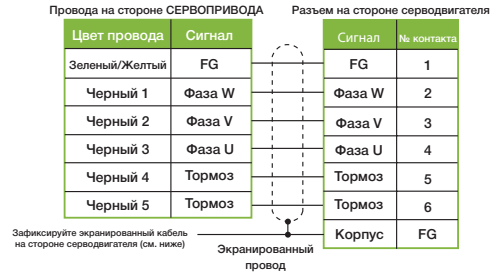 Провода на стороне СЕРВОПРИВОДА
Разъем на стороне серводвигателя
Цвет провода Сигнал
Сигнал № контакта
Зеленый/Желтый FG
FG 1
Черный 1 Фаза W
Фаза W 2
Черный 2 Фаза V
Фаза V 3
Черный 3 Фаза U
Фаза U 4
Черный 4 Тормоз
Тормоз 5
Черный 5 Тормоз
Тормоз 6
Корпус FG
Зафиксируйте экранированный кабель
на стороне серводвигателя (см. ниже)
Экранированный
провод